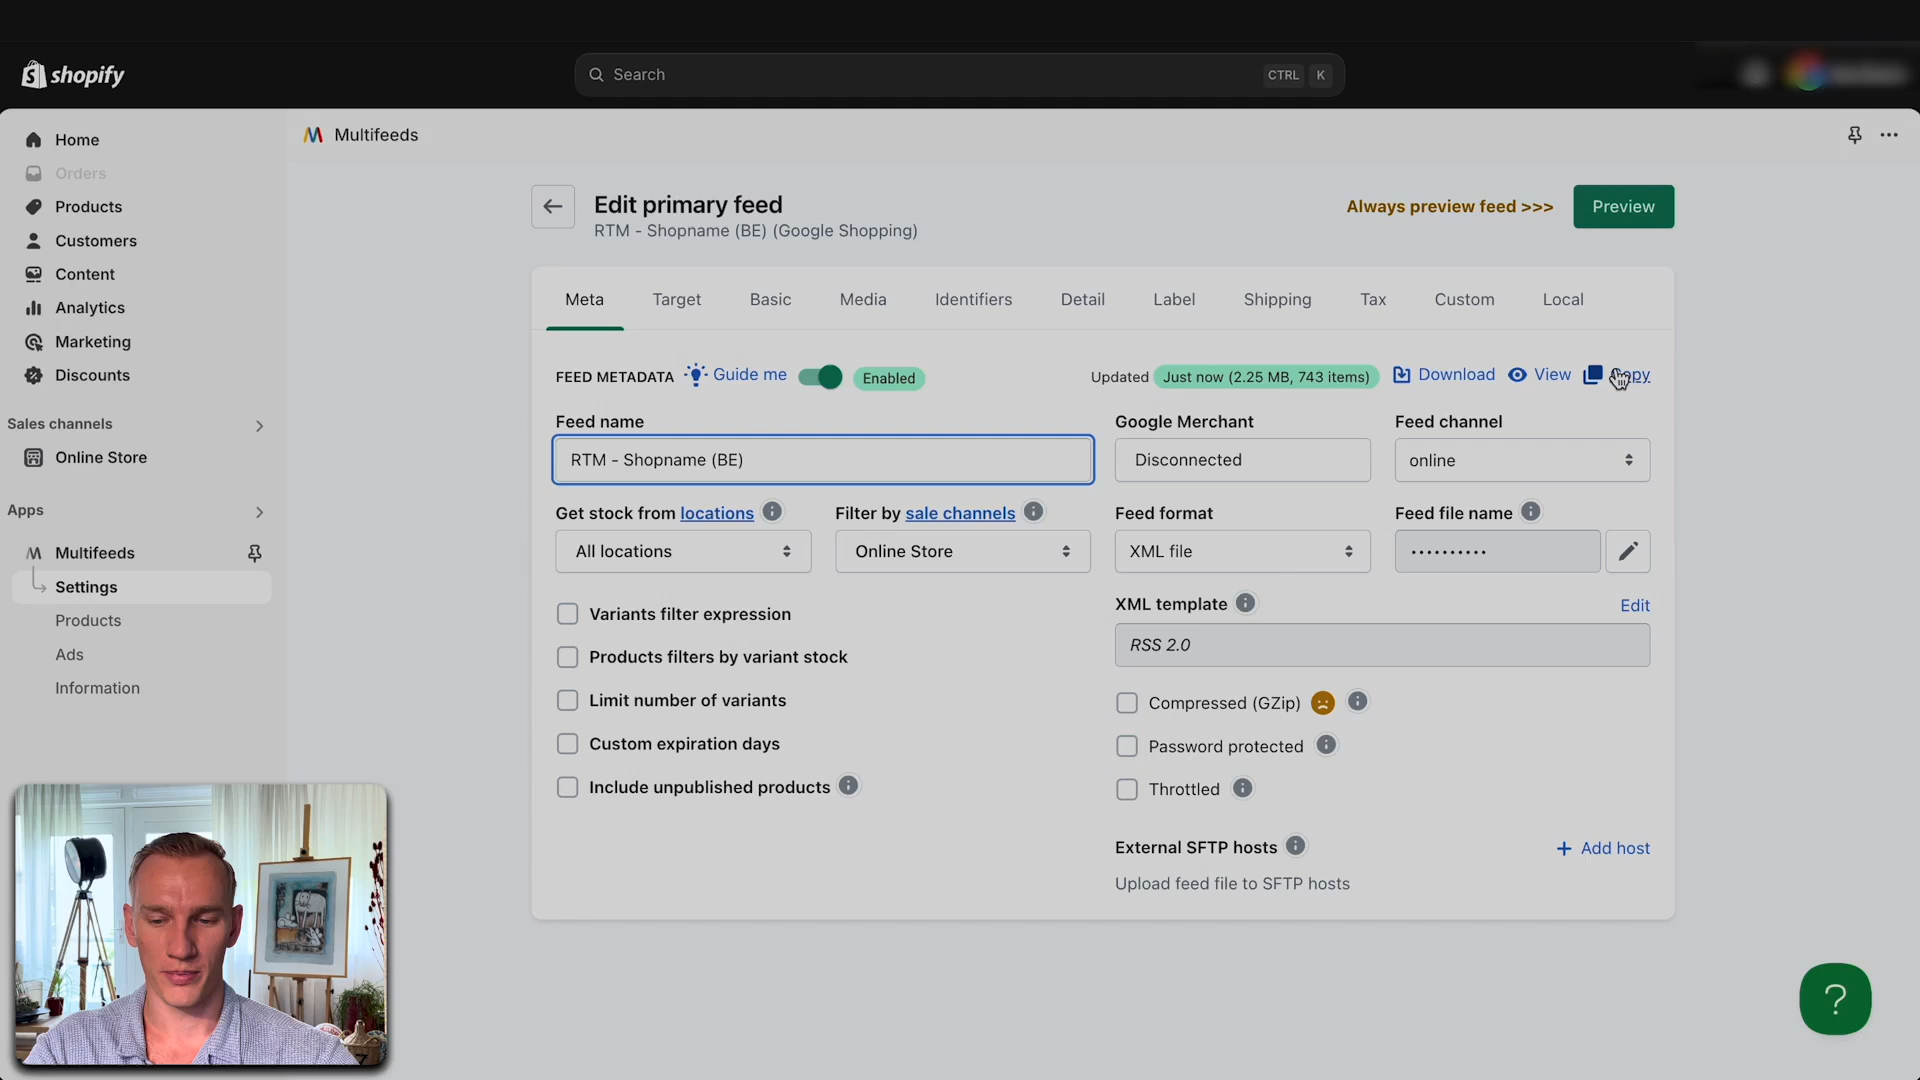 shopify
Search
CTRL K
Home
Orders
Products
Customers
Content
Analytics
Marketing
Discounts
Sales channels
Online Store
Apps
Multifeeds
Settings
Products
Ads
Information
Multifeeds
Edit primary feed
RTM - Shopname (BE) (Google Shopping)
Always preview feed >>>
Preview
Meta Target Basic Media Identifiers Detail Label Shipping Tax Custom Local
FEED METADATA Guide me Enabled
Updated Just now (2.25 MB, 743 items) Download View Copy
Feed name
RTM - Shopname (BE)
Google Merchant
Disconnected
Feed channel
online
Get stock from locations
All locations
Filter by sale channels
Online Store
Feed format
XML file
Feed file name
••••••••••
Variants filter expression
Products filters by variant stock
Limit number of variants
Custom expiration days
Include unpublished products
XML template
Edit
RSS 2.0
Compressed (GZip)
Password protected
Throttled
External SFTP hosts
+ Add host
Upload feed file to SFTP hosts
?